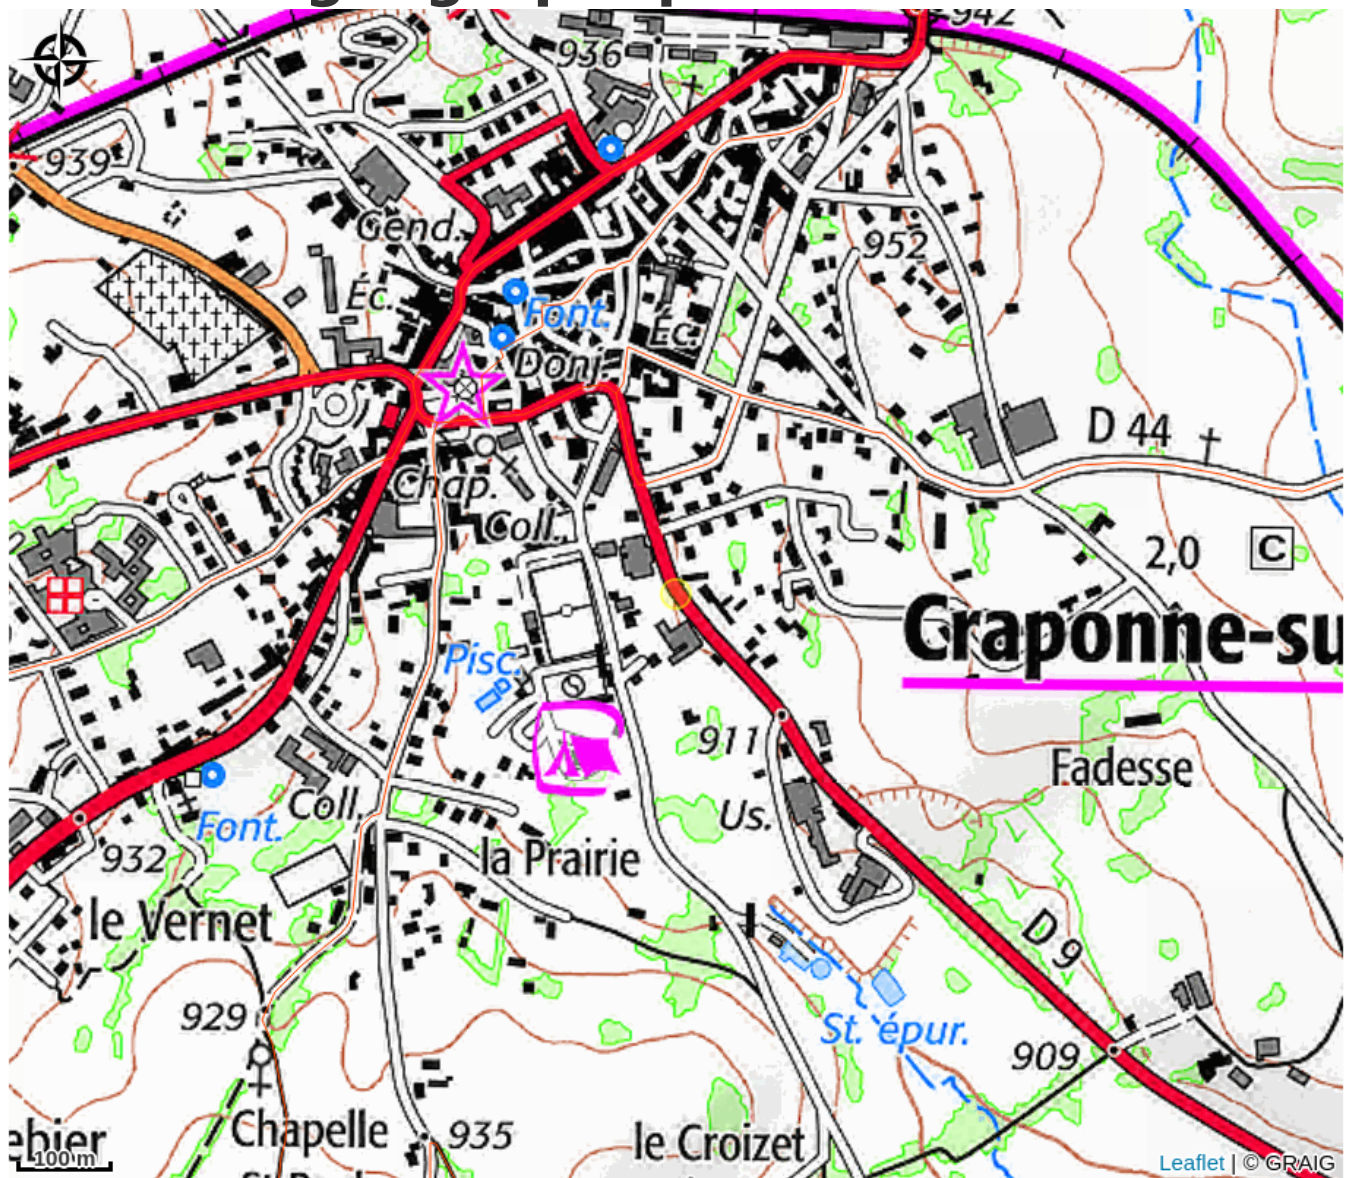 936
942
939
Gend.
952
Éc.
Font.
Éc.
Donj.
D 44
Chap.
Coll.
2,0
C
Craponne-su
Pisc.
911
Fadesse
Us.
Coll.
Font.
la Prairie
932
le Vernet
D 9
929
St. épur.
909
Chapelle
935
le Croizet
ebier
100 m
Leaflet | © GRAIG